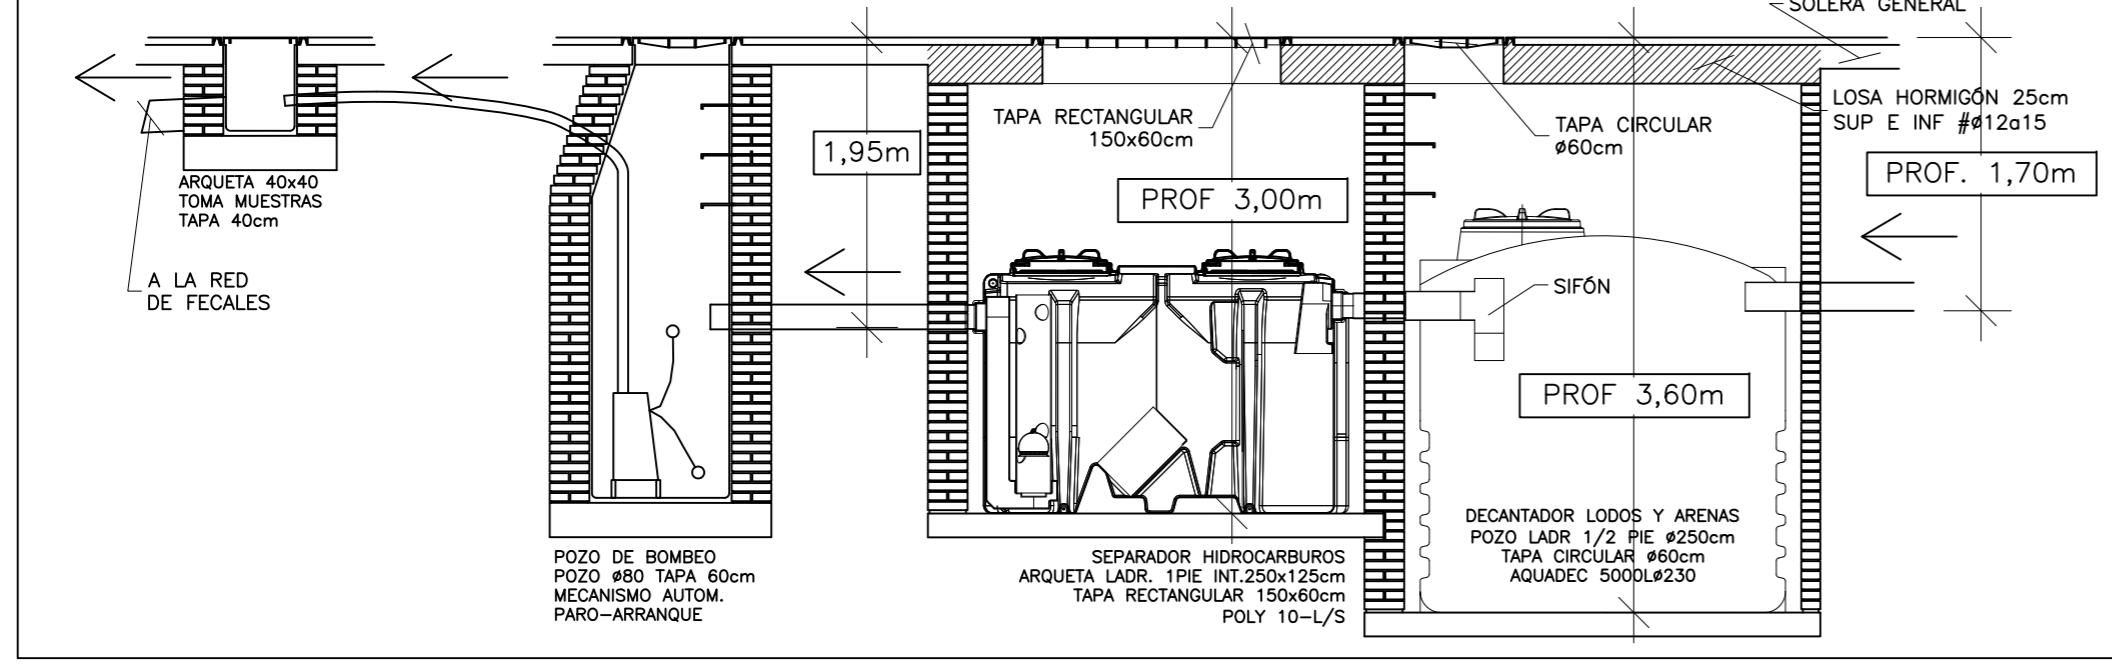 SOLERA GENERAL
TAPA RECTANGULAR
150x60cm
TAPA CIRCULAR
ø60cm
LOSA HORMIGÓN 25cm
SUP E INF #ø12a15
1,95m
PROF 3,00m
PROF. 1,70m
ARQUETA 40x40
TOMA MUESTRAS
TAPA 40cm
A LA RED
DE FECALES
SIFÓN
PROF 3,60m
POZO DE BOMBEO
POZO ø80 TAPA 60cm
MECANISMO AUTOM.
PARO-ARRANQUE
SEPARADOR HIDROCARBUROS
ARQUETA LADR. 1PIE INT.250x125cm
TAPA RECTANGULAR 150x60cm
POLY 10-L/S
DECANTADOR LODOS Y ARENAS
POZO LADR 1/2 PIE ø250cm
TAPA CIRCULAR ø60cm
AQUADEC 5000Lø230